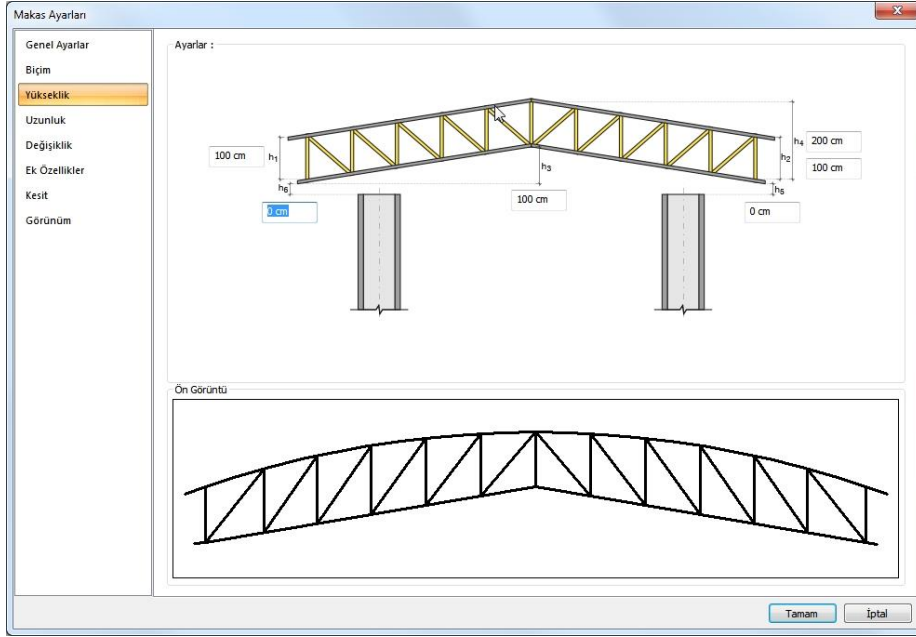 Makas Ayarları
Genel Ayarlar
Biçim
Yükseklik
Uzunluk
Değişiklik
Ek Özellikler
Kesit
Görünüm
Ayarlar :
100 cm
h1
h6
0 cm
h3
100 cm
h4
200 cm
h2
100 cm
h5
0 cm
Ön Görüntü
Tamam
İptal